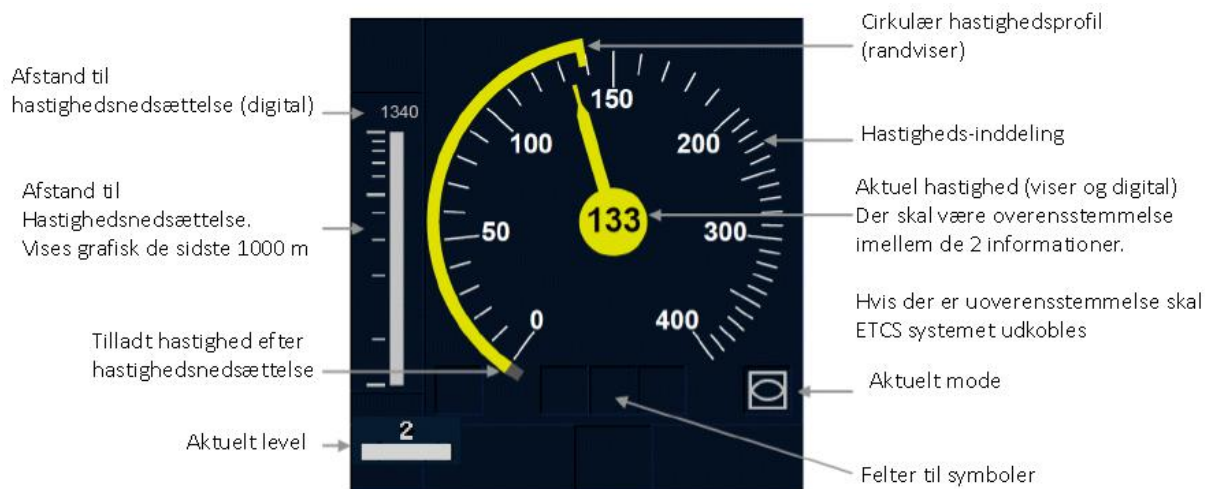 Cirkulær hastighedsprofil
(randviser)
Afstand til
hastighedsnedsættelse (digital)
1340
150
100
200
Hastigheds-inddeling
Afstand til
Hastighedsnedsættelse.
Vises grafisk de sidste 1000 m
Aktuel hastighed (viser og digital)
Der skal være overensstemmelse
imellem de 2 informationer.
133
50
300
Hvis der er uoverensstemmelse skal
ETCS systemet udkobles
0
400
Tilladt hastighed efter
hastighedsnedsættelse
Aktuelt mode
2
Aktuelt level
Felter til symboler